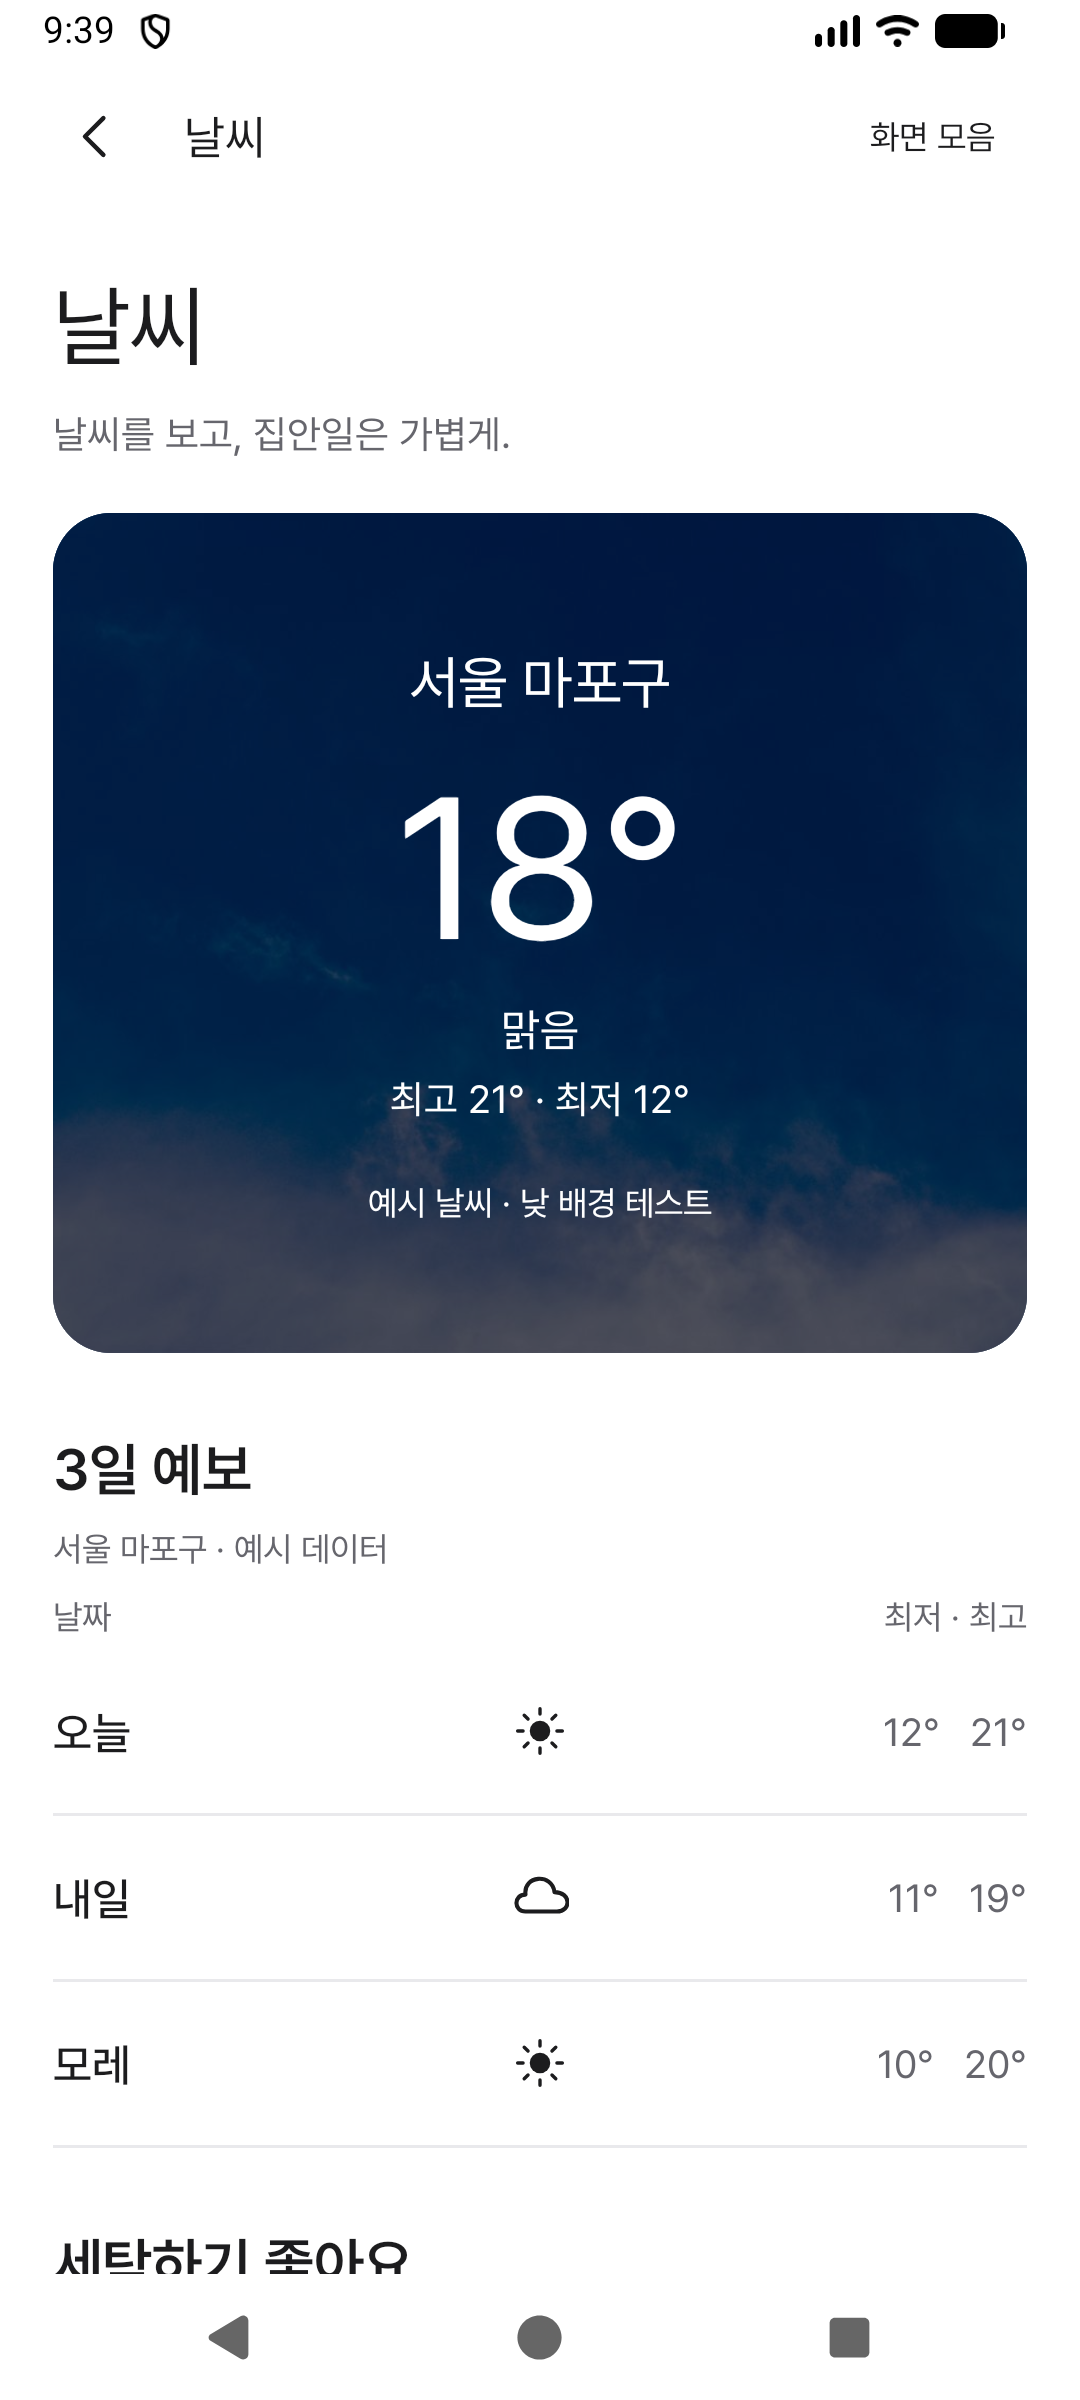 9:39
날씨
화면 모음
날씨
날씨를 보고, 집안일은 가볍게.
서울 마포구
18°
맑음
최고 21° · 최저 12°
예시 날씨 · 낮 배경 테스트
3일 예보
서울 마포구 · 예시 데이터
날짜
최저 · 최고
오늘
12° 21°
내일
11° 19°
모레
10° 20°
세탁하기 좋아요